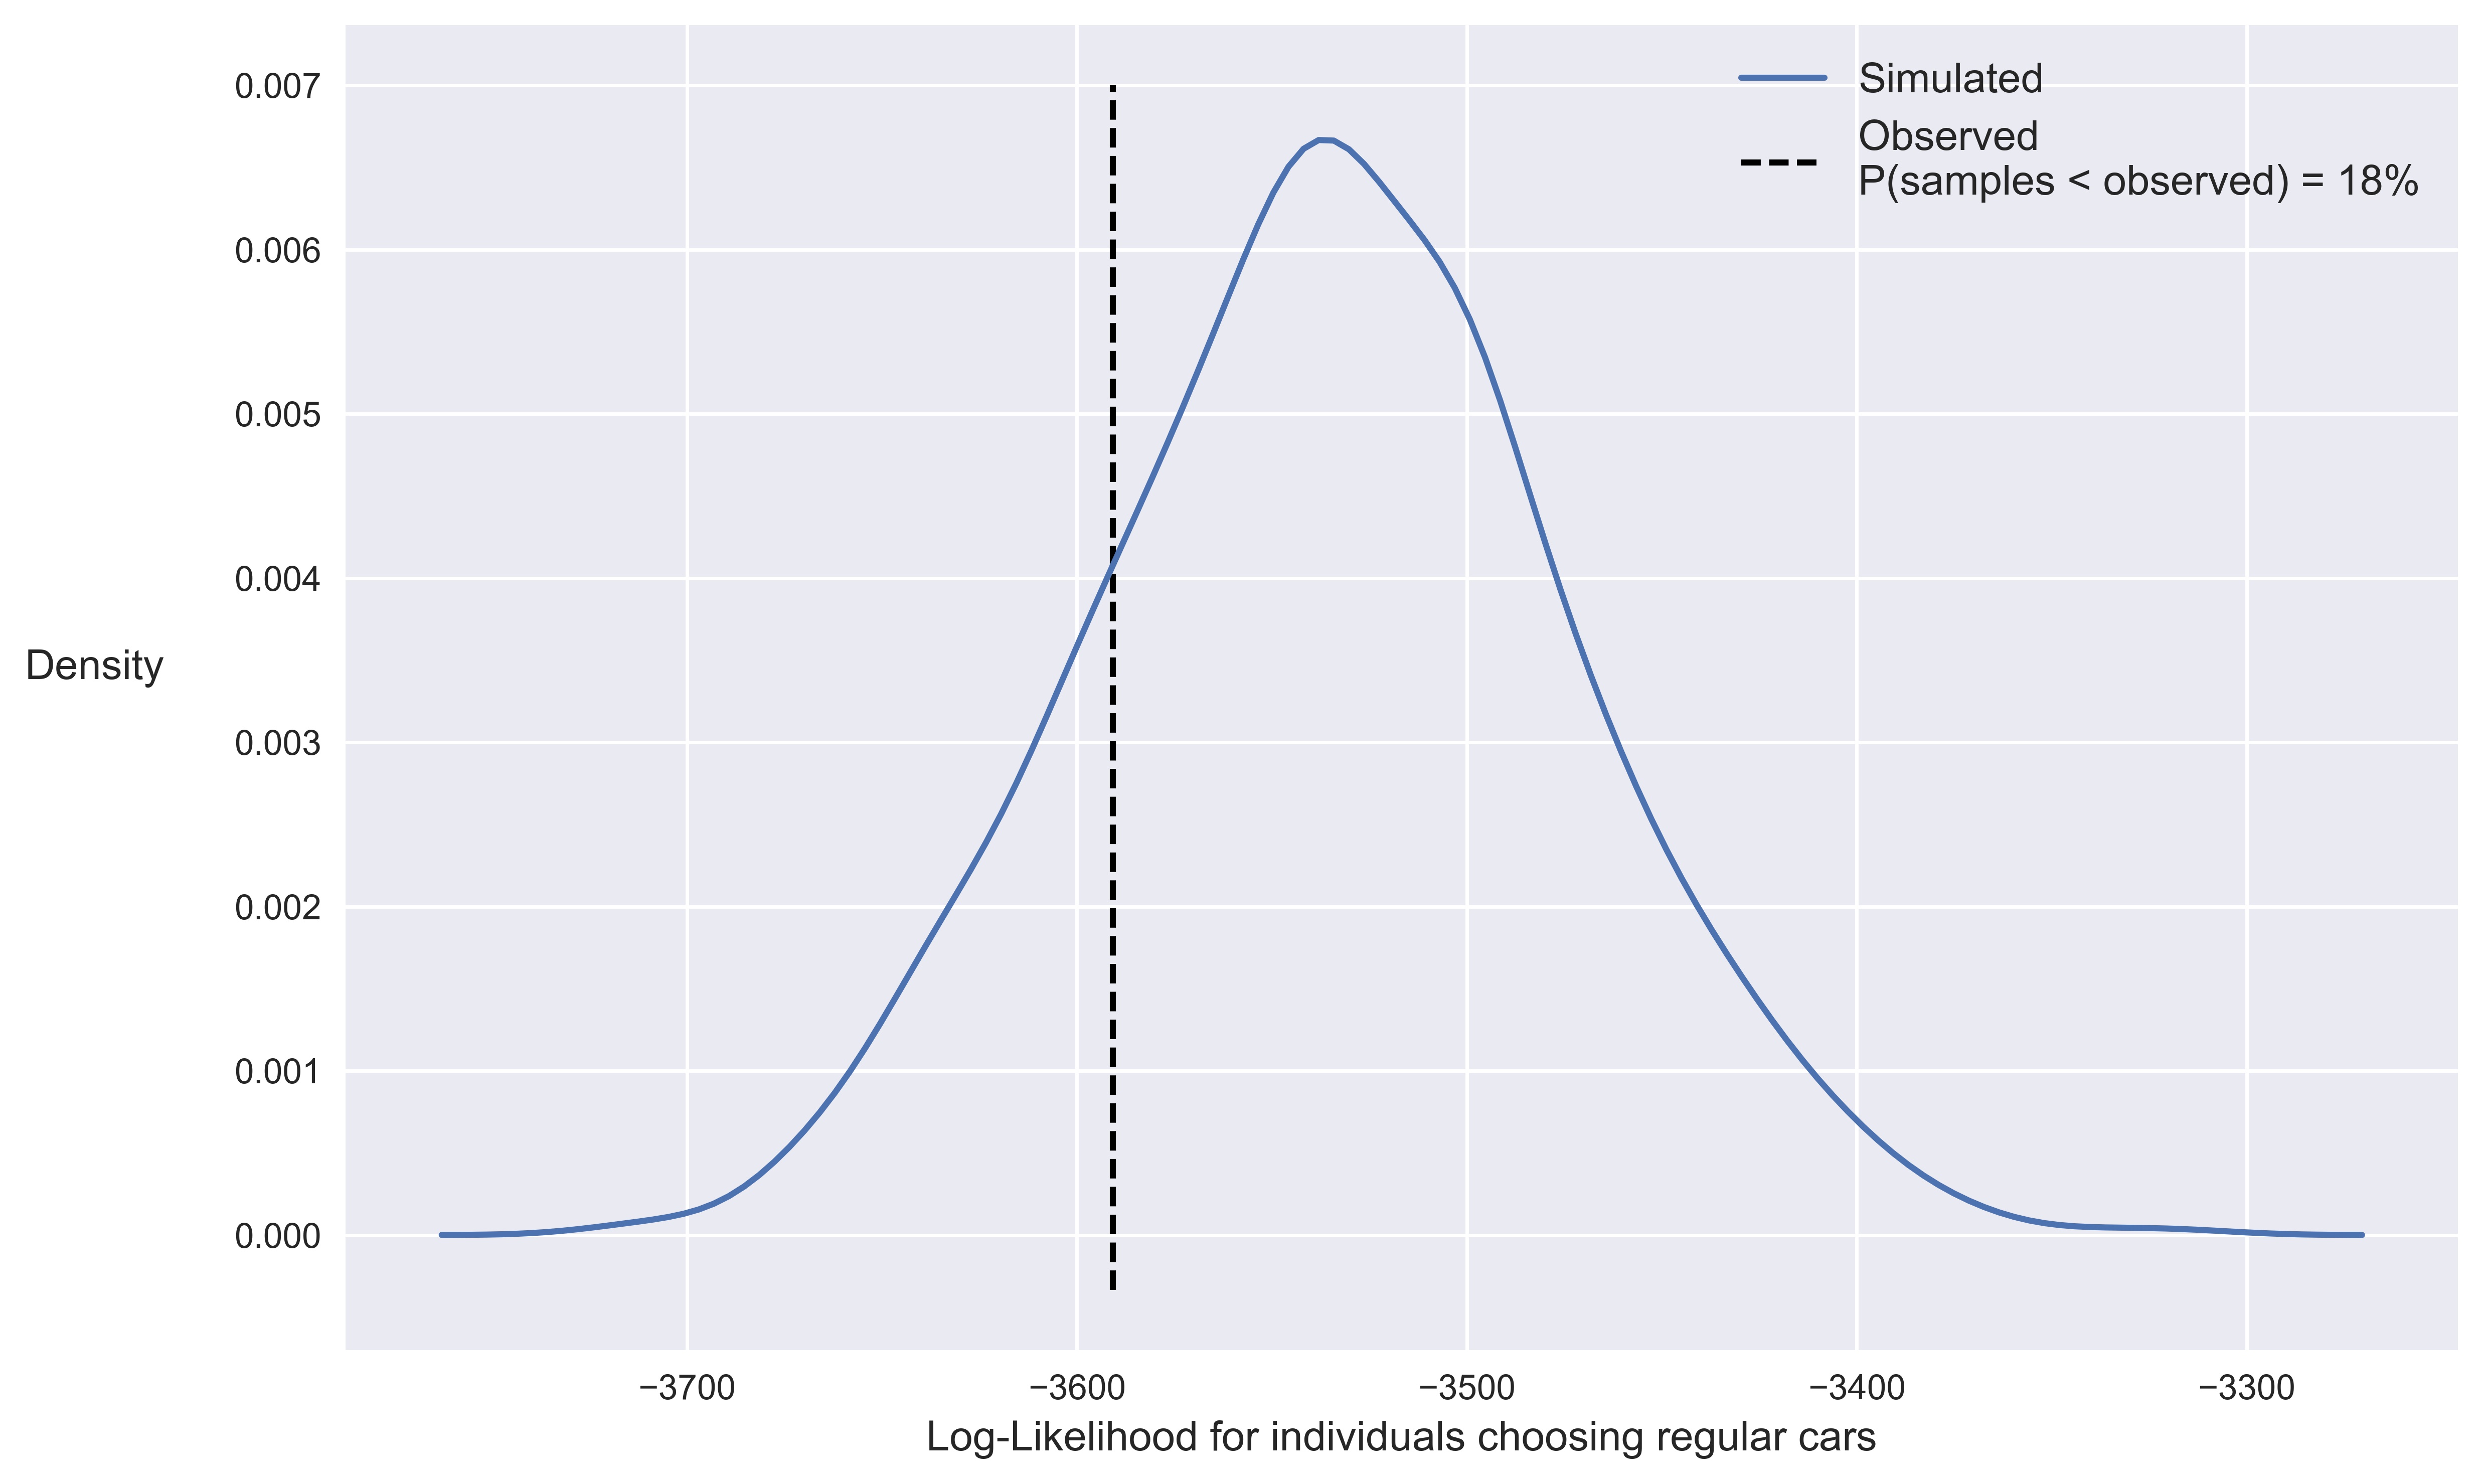 Simulated
Observed
P(samples < observed) = 18%
0.007
0.006
0.005
0.004
0.003
0.002
0.001
0.000
Density
−3700 −3600 −3500 −3400 −3300
Log-Likelihood for individuals choosing regular cars